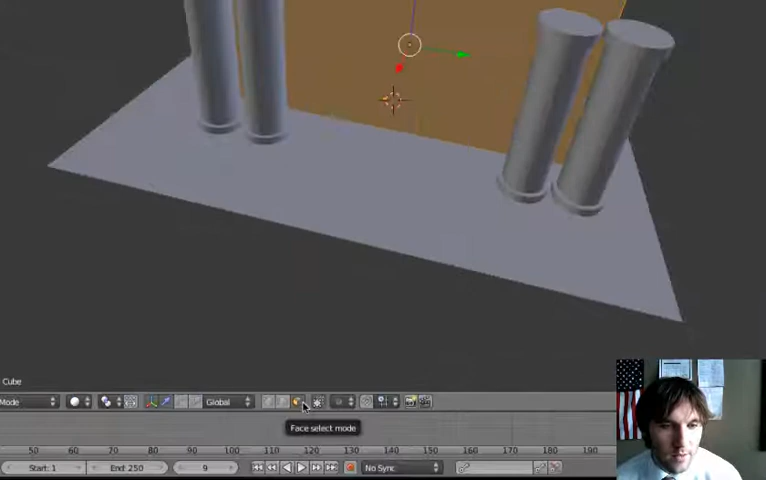 Cube
Mode
Global
Face select mode
50 60 70 80 90 100 110 120 130 140 150 160 170 180 190
Start: 1
End: 250
9
No Sync